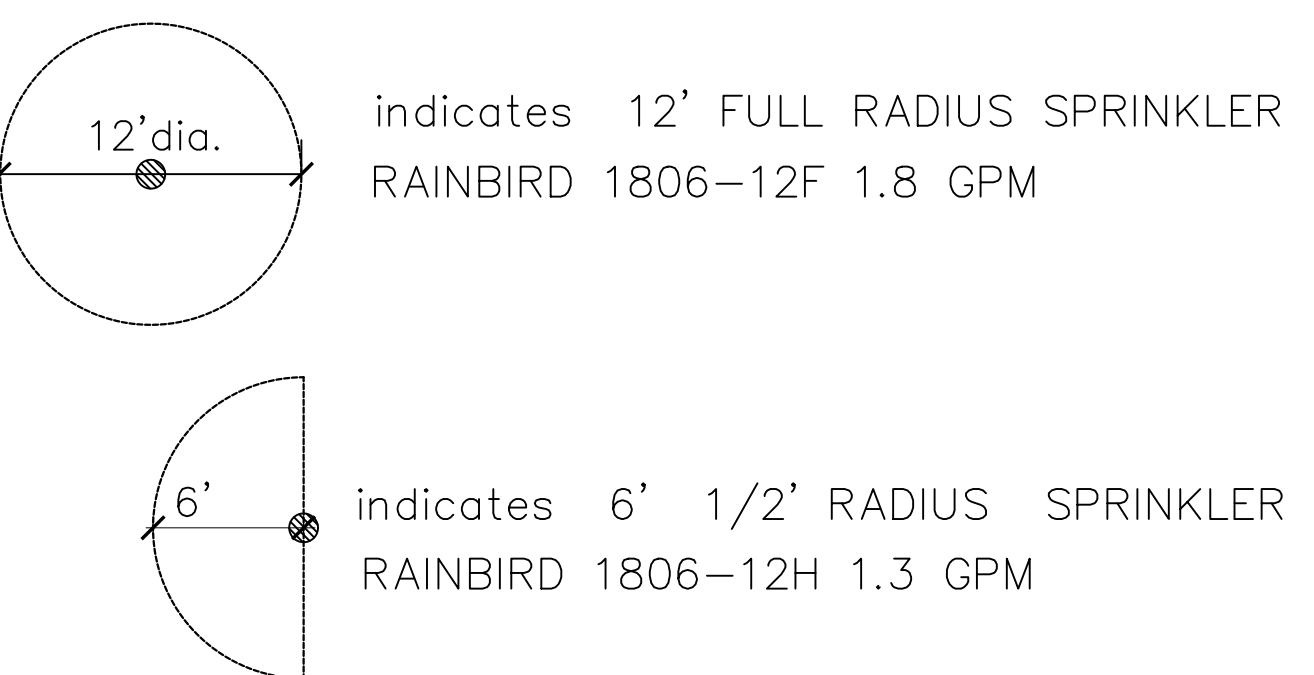 12'dia.
indicates 12' FULL RADIUS SPRINKLER
RAINBIRD 1806-12F 1.8 GPM
6'
indicates 6' 1/2' RADIUS SPRINKLER
RAINBIRD 1806-12H 1.3 GPM